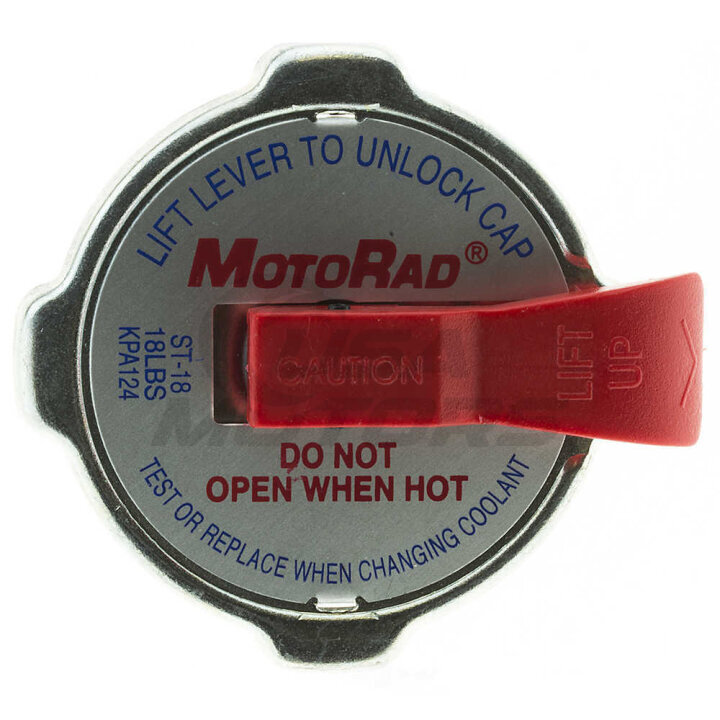 LIFT LEVER TO UNLOCK CAP
MOTORAD®
ST-18
18LBS
KPA124
CAUTION
LIFT
UP
DO NOT
OPEN WHEN HOT
TEST OR REPLACE WHEN CHANGING COOLANT